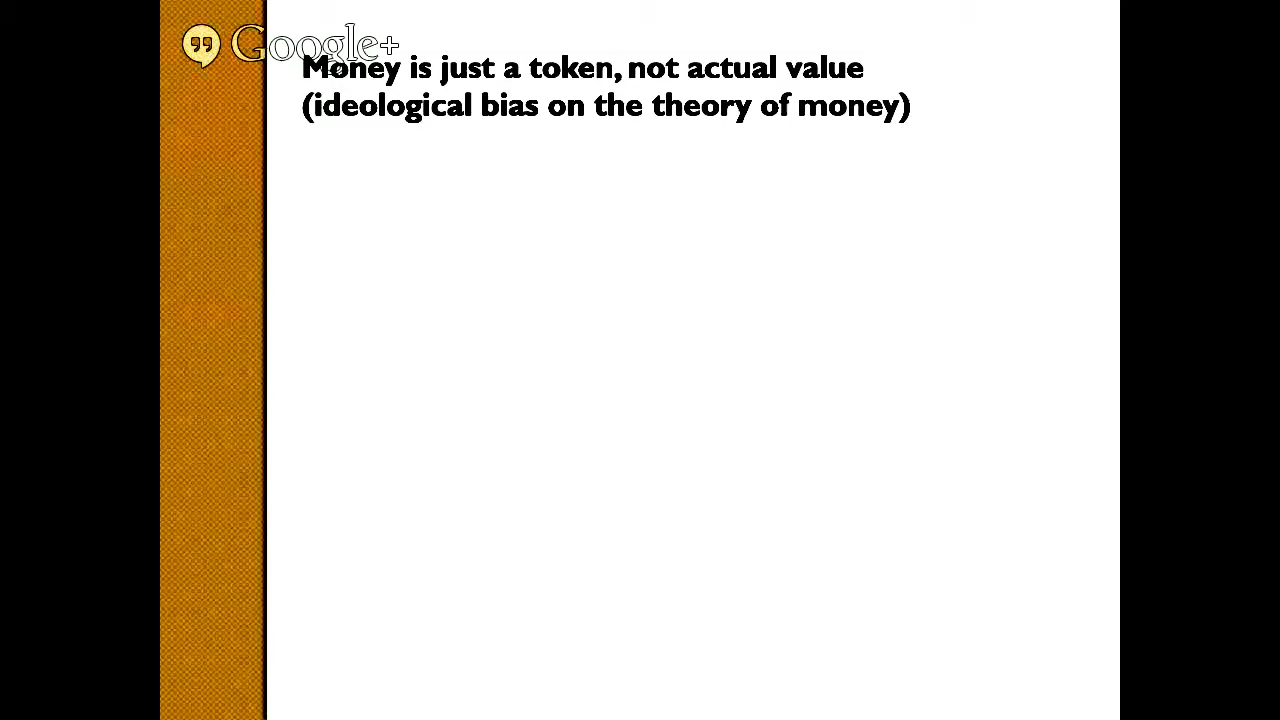 Google+
Money is just a token, not actual value
(ideological bias on the theory of money)